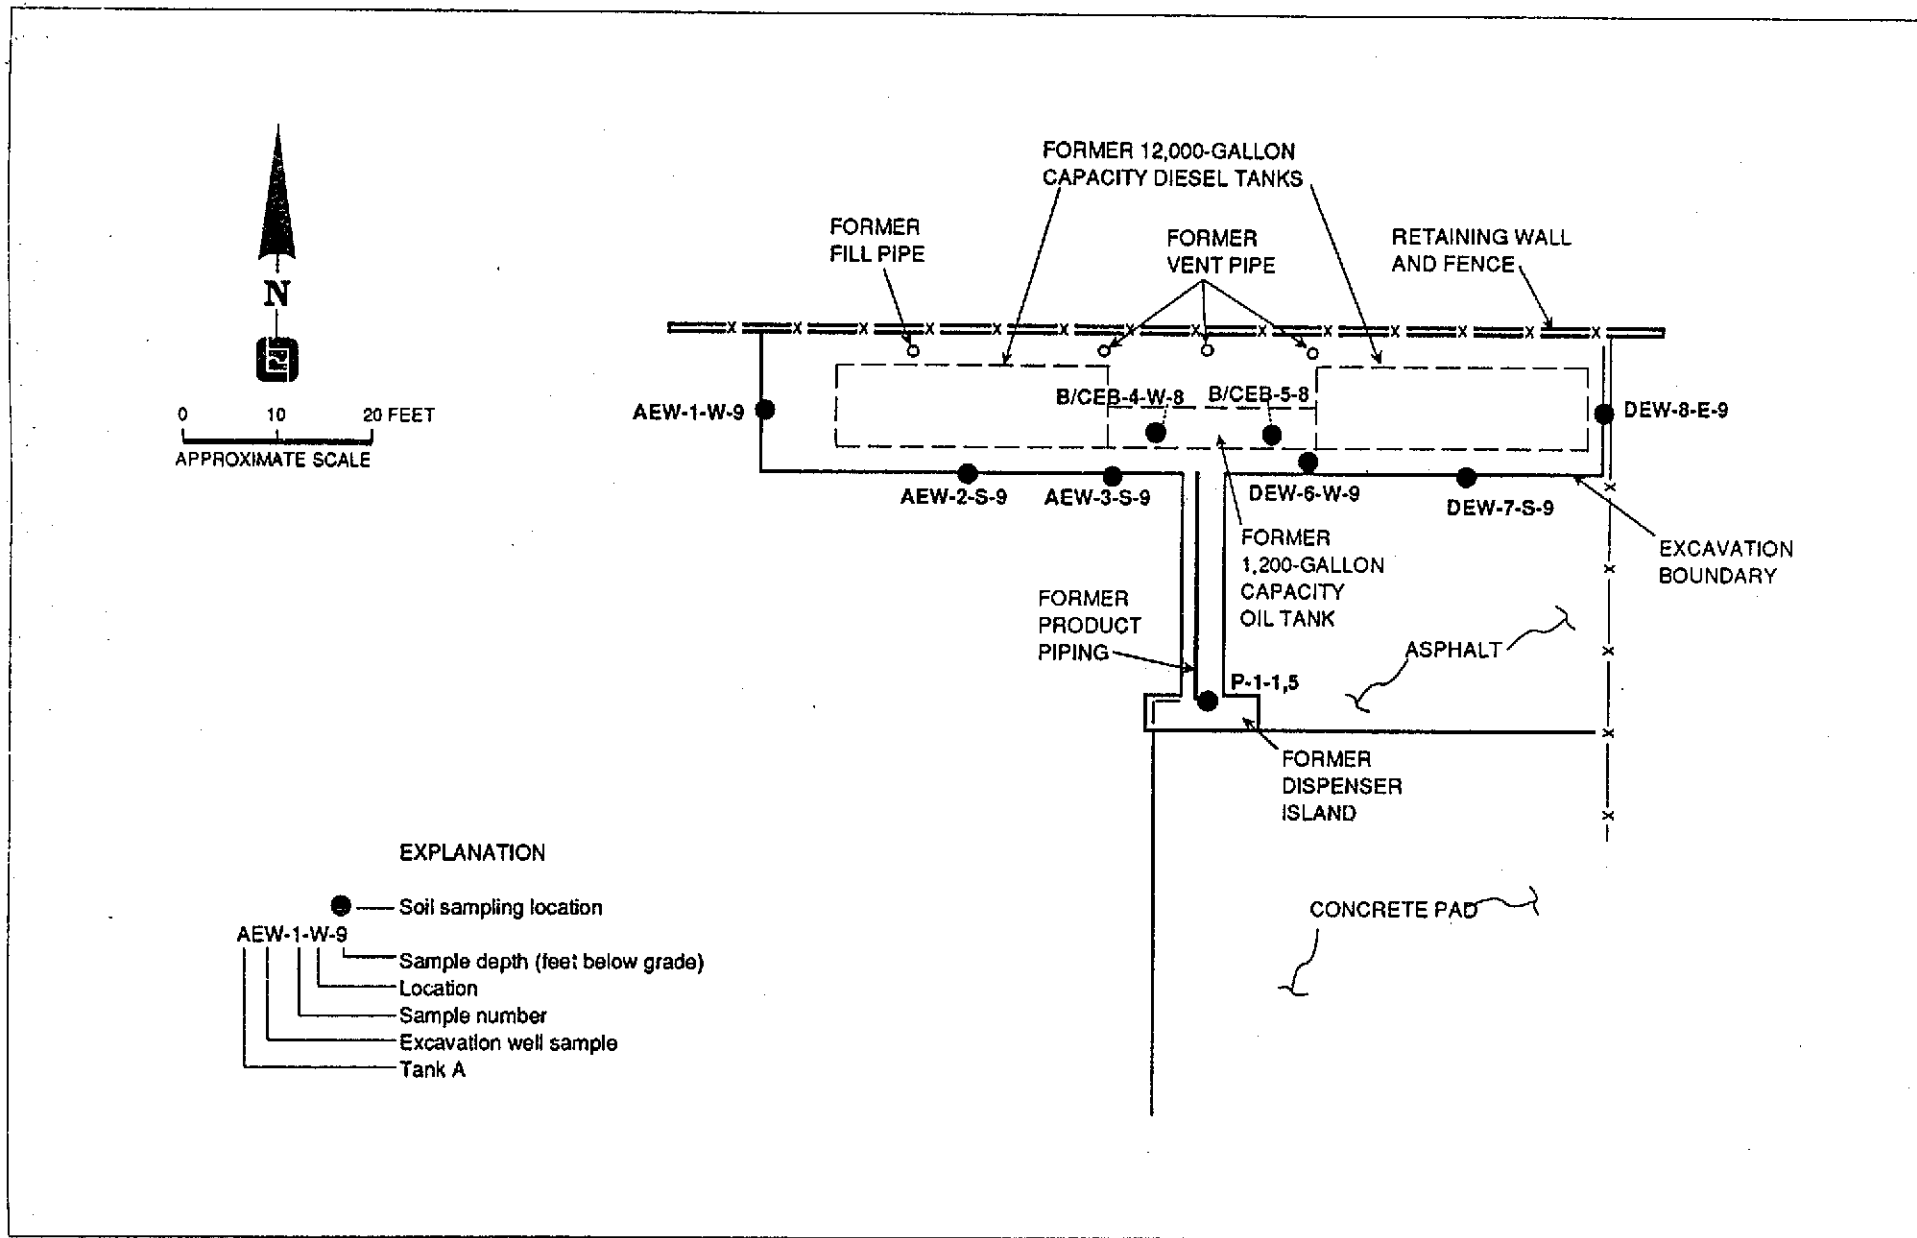 FORMER 12,000-GALLON
CAPACITY DIESEL TANKS
FORMER
FILL PIPE
FORMER
VENT PIPE
RETAINING WALL
AND FENCE
N
0 10 20 FEET
APPROXIMATE SCALE
AEW-1-W-9
B/CEB-4-W-8
B/CEB-5-8
DEW-8-E-9
AEW-2-S-9
AEW-3-S-9
DEW-6-W-9
DEW-7-S-9
FORMER
1,200-GALLON
CAPACITY
OIL TANK
EXCAVATION
BOUNDARY
FORMER
PRODUCT
PIPING
ASPHALT
P-1-1,5
FORMER
DISPENSER
ISLAND
CONCRETE PAD
EXPLANATION
Soil sampling location
AEW-1-W-9
Sample depth (feet below grade)
Location
Sample number
Excavation well sample
Tank A